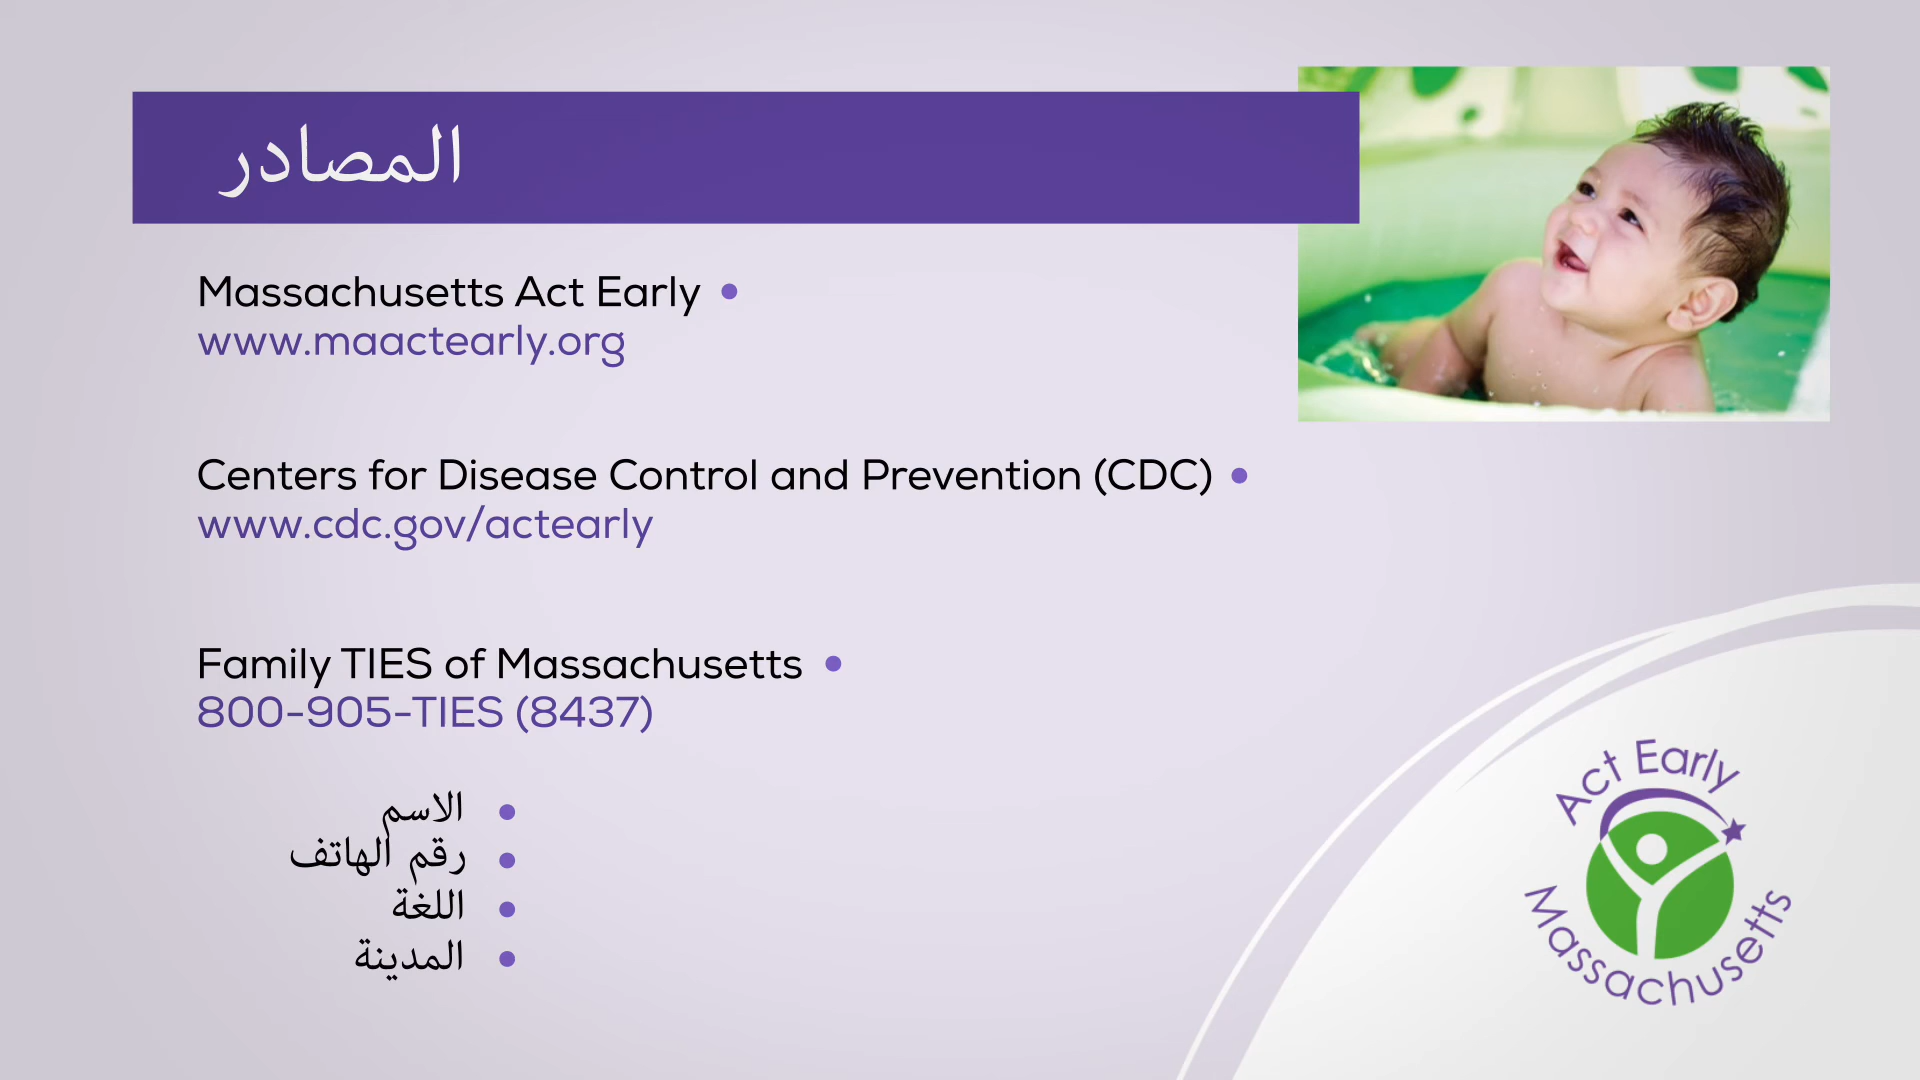 المصادر
Massachusetts Act Early •
www.maactearly.org
Centers for Disease Control and Prevention (CDC) •
www.cdc.gov/actearly
Family TIES of Massachusetts •
800-905-TIES (8437)
• الاسم
• رقم الهاتف
• اللغة
• المدينة
Act Early
Massachusetts